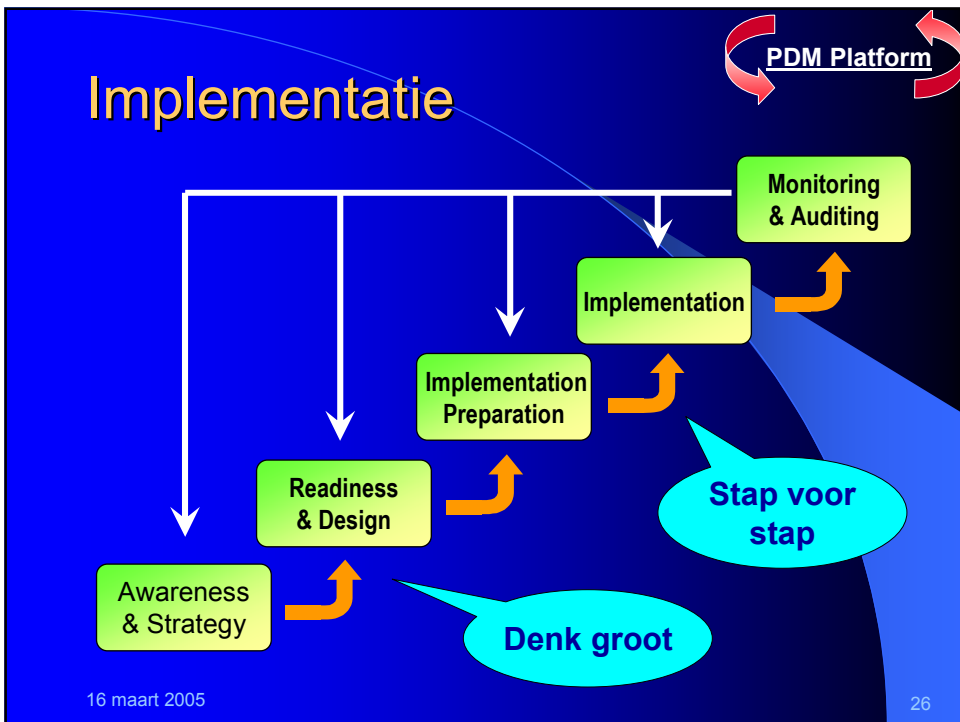 PDM Platform
Implementatie
Monitoring
& Auditing
Implementation
Implementation
Preparation
Readiness
& Design
Awareness
& Strategy
Stap voor
stap
Denk groot
16 maart 2005
26